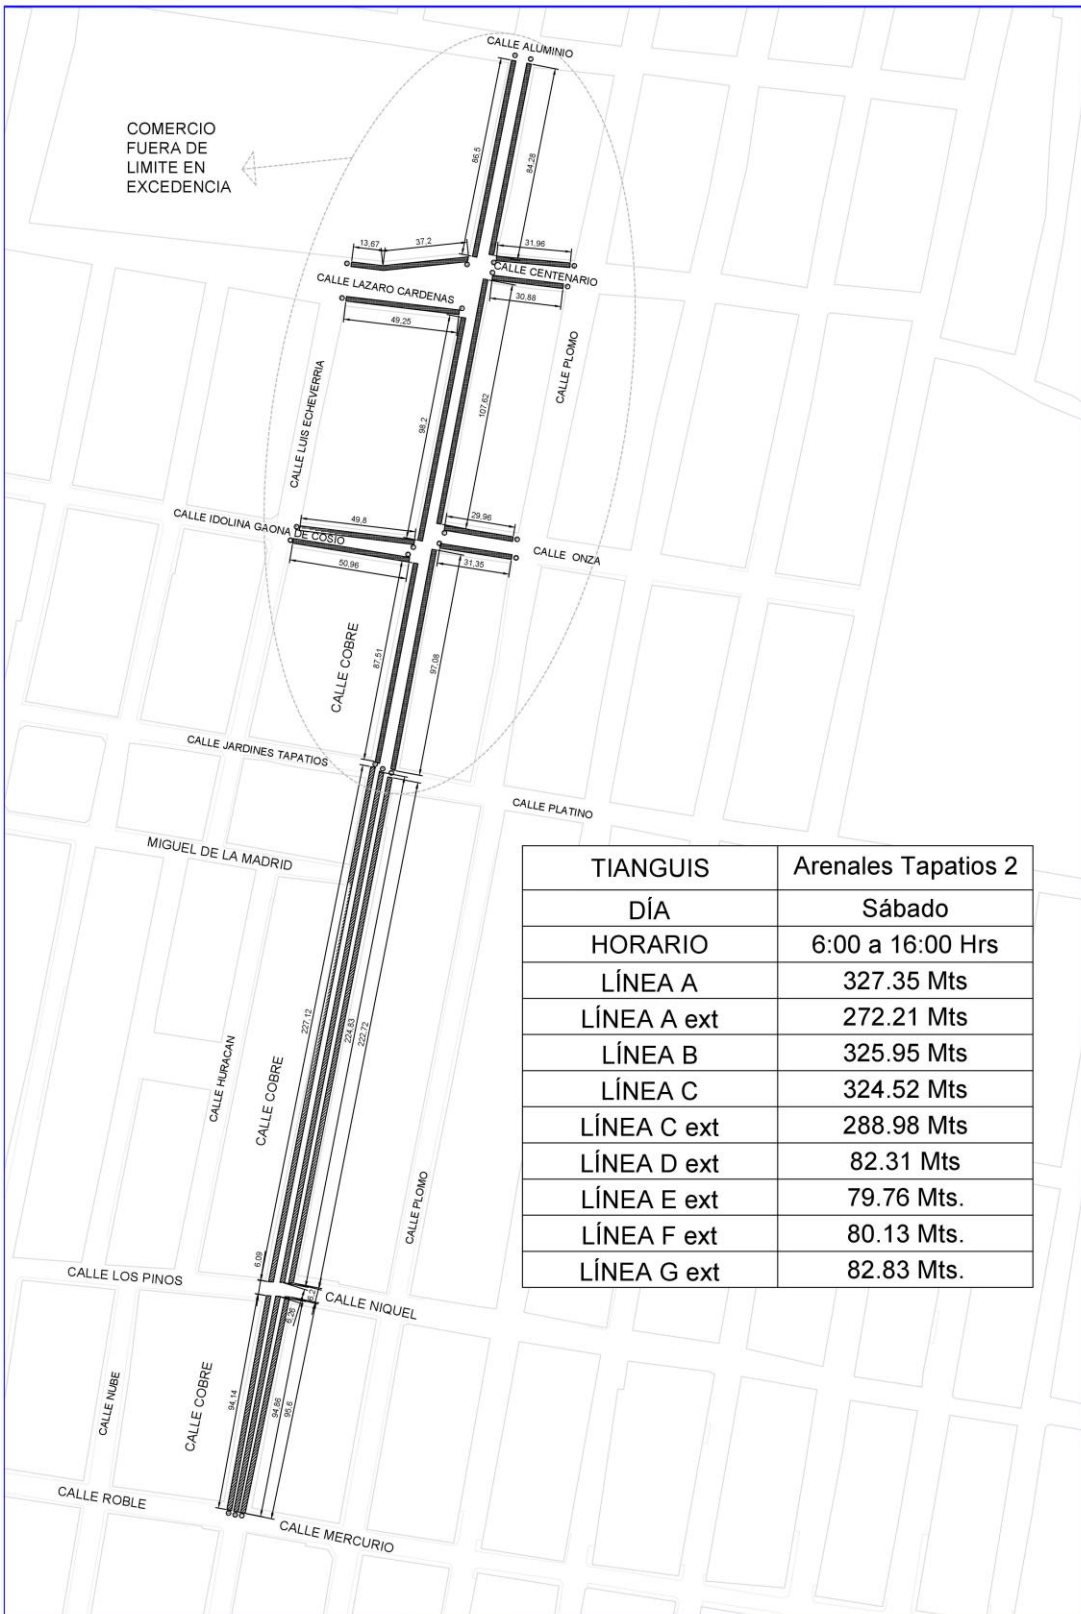 CALLE ALUMINIO
COMERCIO
FUERA DE
LIMITE EN
EXCEDENCIA
86,5
84,28
13,67
37,2
31,96
CALLE CENTENARIO
CALLE LAZARO CARDENAS
30,88
49,25
CALLE PLOMO
CALLE LUIS ECHEVERRIA
98,2
107,62
CALLE IDOLINA GAONA DE COSIO
49,8
29,96
CALLE ONZA
50,96
31,35
CALLE COBRE
87,51
97,08
CALLE JARDINES TAPATIOS
CALLE PLATINO
MIGUEL DE LA MADRID
TIANGUIS Arenales Tapatios 2
DÍA Sábado
HORARIO 6:00 a 16:00 Hrs
LÍNEA A 327.35 Mts
LÍNEA A ext 272.21 Mts
LÍNEA B 325.95 Mts
LÍNEA C 324.52 Mts
LÍNEA C ext 288.98 Mts
LÍNEA D ext 82.31 Mts
LÍNEA E ext 79.76 Mts.
LÍNEA F ext 80.13 Mts.
LÍNEA G ext 82.83 Mts.
227,12
224,83
222,72
CALLE HURACAN
CALLE COBRE
CALLE PLOMO
6,09
CALLE LOS PINOS
6,2
CALLE NIQUEL
6,26
CALLE NUBE
CALLE COBRE
94,14
94,86
95,6
CALLE ROBLE
CALLE MERCURIO